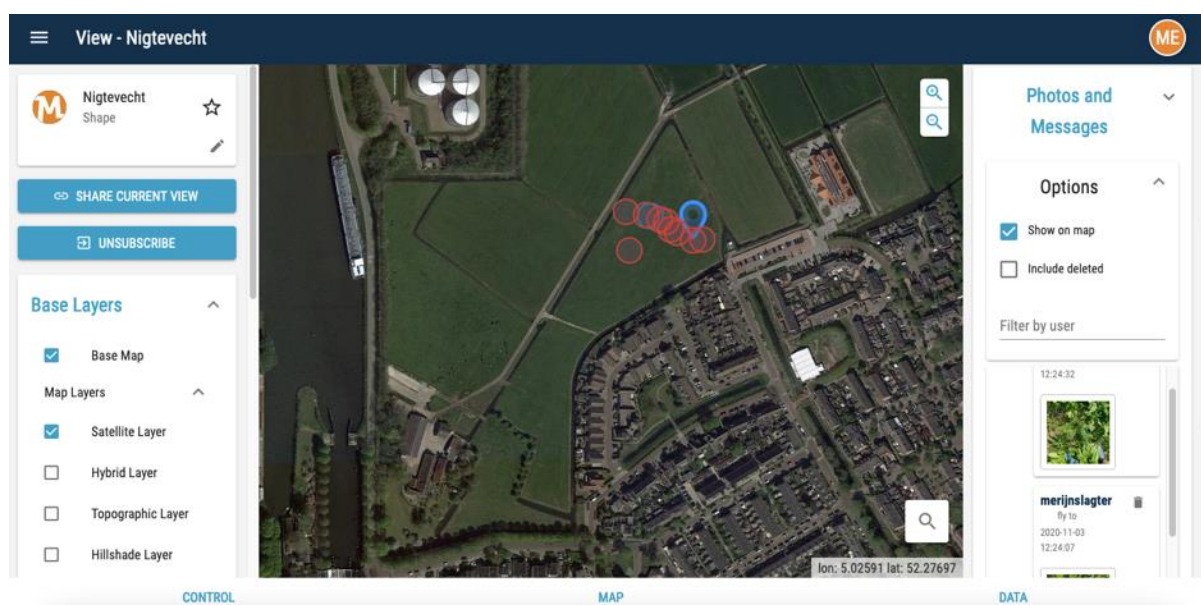 View - Nigtevecht
ME
Nigtevecht
Shape
SHARE CURRENT VIEW
UNSUBSCRIBE
Base Layers
Base Map
Map Layers
Satellite Layer
Hybrid Layer
Topographic Layer
Hillshade Layer
lon: 5.02591 lat: 52.27697
Photos and
Messages
Options
Show on map
Include deleted
Filter by user
12:24:32
merijnslagter
fly to
2020-11-03
12:24:07
CONTROL
MAP
DATA